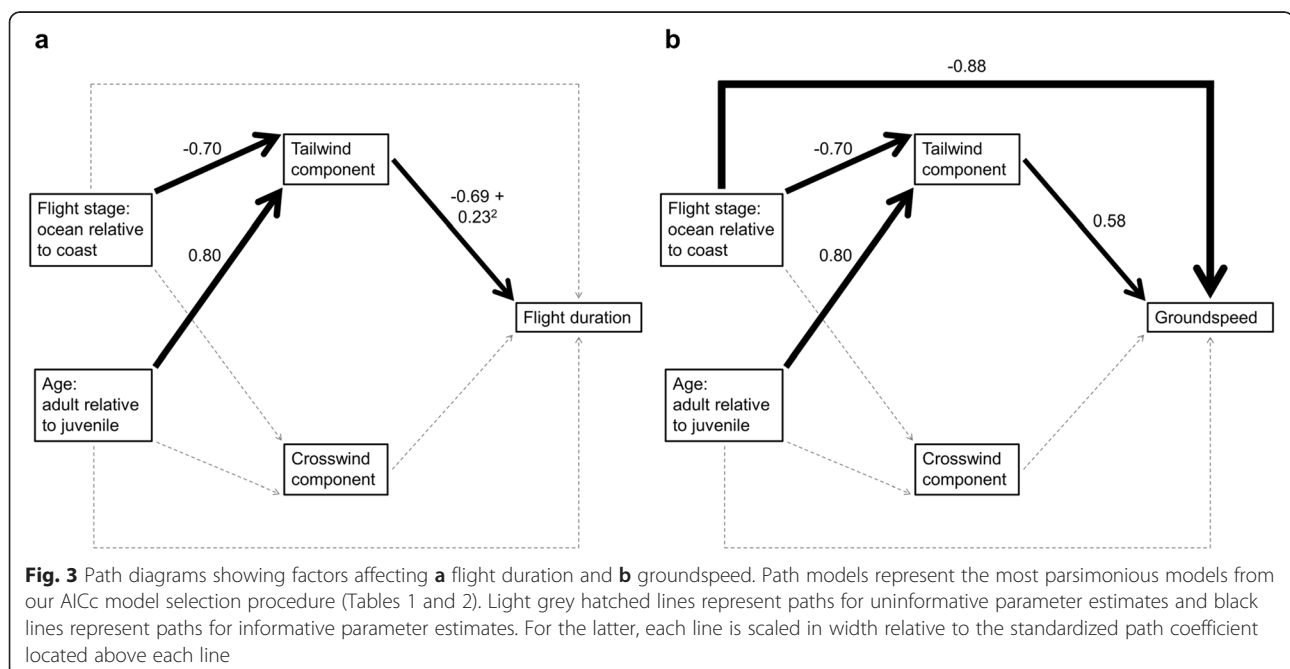 a
-0.70
Tailwind
component
Flight stage:
ocean relative
to coast
-0.69 +
0.23²
0.80
Flight duration
Age:
adult relative
to juvenile
Crosswind
component
b
-0.88
-0.70
Tailwind
component
Flight stage:
ocean relative
to coast
0.58
0.80
Groundspeed
Age:
adult relative
to juvenile
Crosswind
component
Fig. 3 Path diagrams showing factors affecting a flight duration and b groundspeed. Path models represent the most parsimonious models from
our AICc model selection procedure (Tables 1 and 2). Light grey hatched lines represent paths for uninformative parameter estimates and black
lines represent paths for informative parameter estimates. For the latter, each line is scaled in width relative to the standardized path coefficient
located above each line